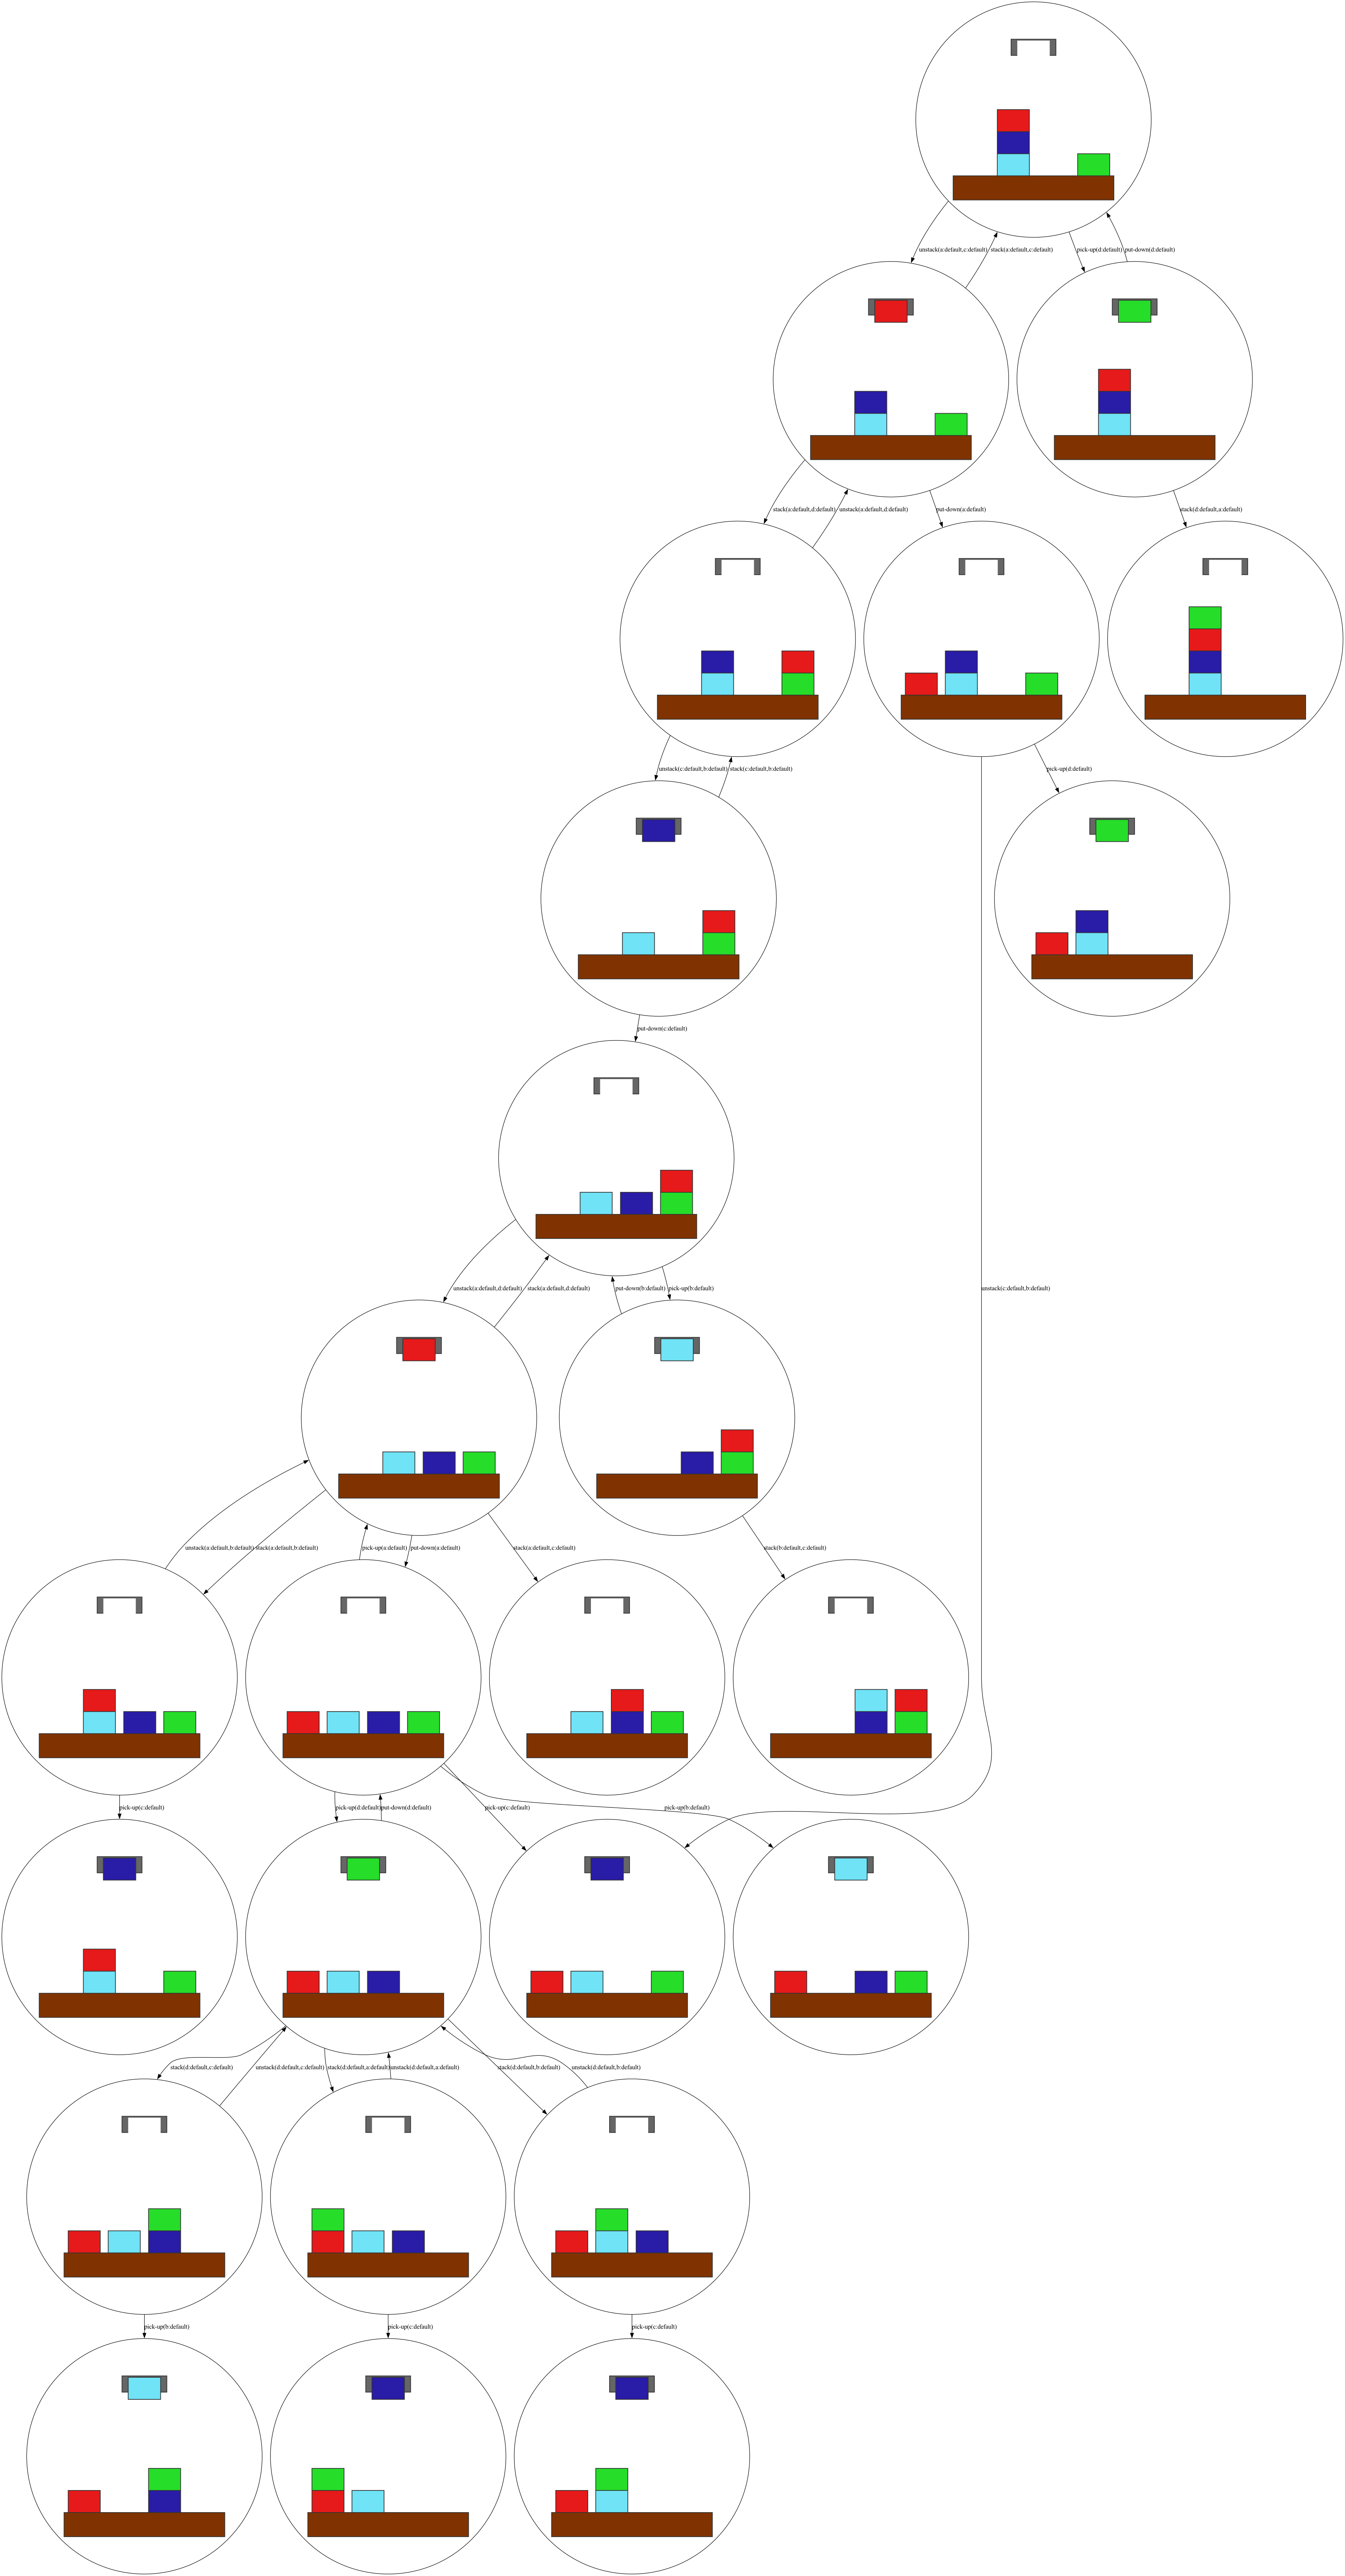 unstack(a:default,c:default)
stack(a:default,c:default)
pick-up(d:default)
put-down(d:default)
stack(a:default,d:default)
unstack(a:default,d:default)
put-down(a:default)
stack(d:default,a:default)
unstack(c:default,b:default)
stack(c:default,b:default)
pick-up(d:default)
put-down(c:default)
unstack(a:default,d:default)
stack(a:default,d:default)
put-down(b:default)
pick-up(b:default)
unstack(c:default,b:default)
unstack(a:default,b:default)
stack(a:default,b:default)
pick-up(a:default)
put-down(a:default)
stack(a:default,c:default)
stack(b:default,c:default)
pick-up(c:default)
pick-up(d:default)
put-down(d:default)
pick-up(c:default)
pick-up(b:default)
stack(d:default,c:default)
unstack(d:default,c:default)
stack(d:default,a:default)
unstack(d:default,a:default)
stack(d:default,b:default)
unstack(d:default,b:default)
pick-up(b:default)
pick-up(c:default)
pick-up(c:default)